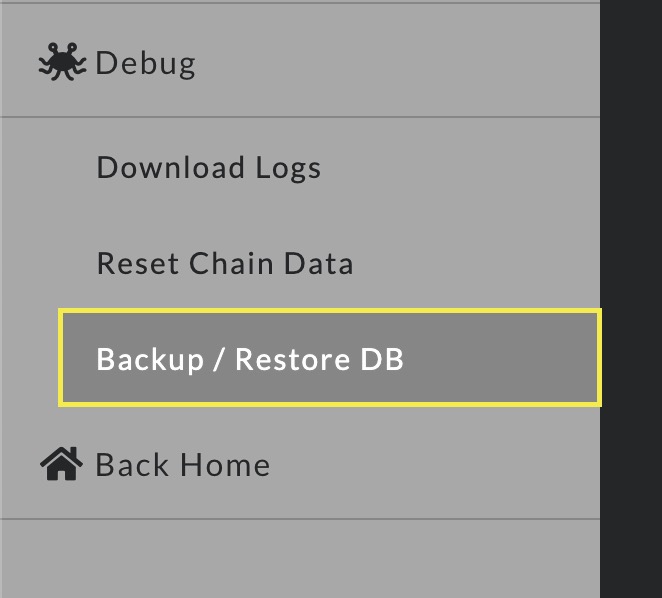 Debug
Download Logs
Reset Chain Data
Backup / Restore DB
Back Home